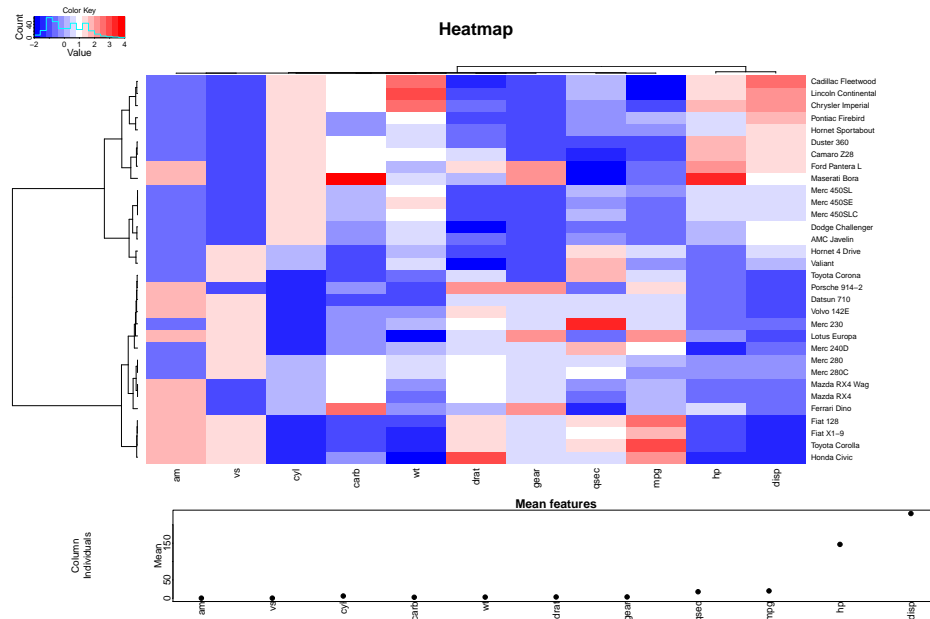 Color Key
Count
0 40
−2 0 1 2 3 4
Value
Heatmap
Cadillac Fleetwood
Lincoln Continental
Chrysler Imperial
Pontiac Firebird
Hornet Sportabout
Duster 360
Camaro Z28
Ford Pantera L
Maserati Bora
Merc 450SL
Merc 450SE
Merc 450SLC
Dodge Challenger
AMC Javelin
Hornet 4 Drive
Valiant
Toyota Corona
Porsche 914−2
Datsun 710
Volvo 142E
Merc 230
Lotus Europa
Merc 240D
Merc 280
Merc 280C
Mazda RX4 Wag
Mazda RX4
Ferrari Dino
Fiat 128
Fiat X1−9
Toyota Corolla
Honda Civic
am vs cyl carb wt drat gear qsec mpg hp disp
Mean features
Column
Individuals
Mean
0 50 150
am vs cyl carb wt drat gear qsec mpg hp disp